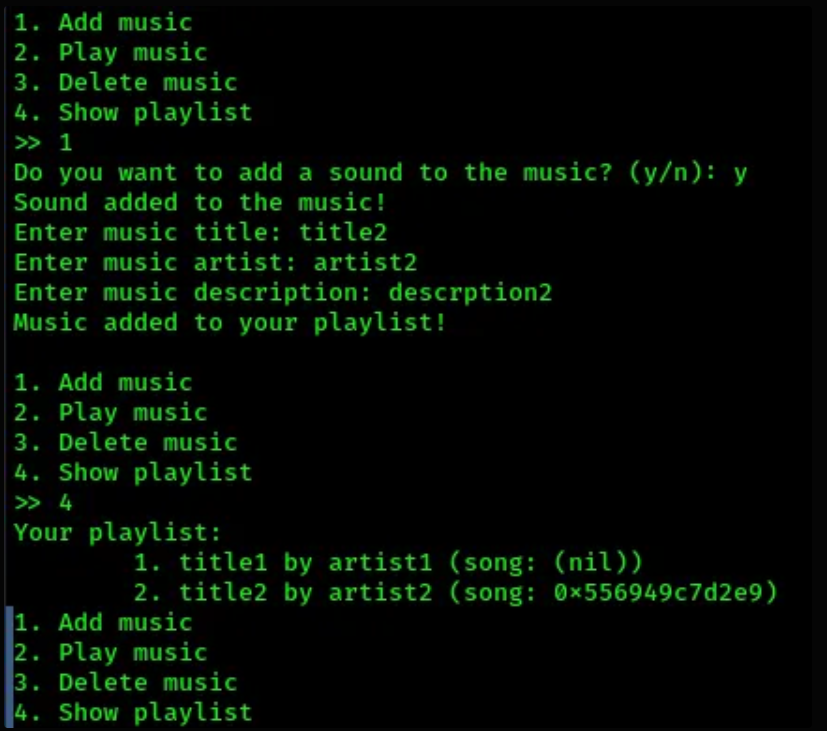 1. Add music
2. Play music
3. Delete music
4. Show playlist
>> 1
Do you want to add a sound to the music? (y/n): y
Sound added to the music!
Enter music title: title2
Enter music artist: artist2
Enter music description: descrption2
Music added to your playlist!
1. Add music
2. Play music
3. Delete music
4. Show playlist
>> 4
Your playlist:
1. title1 by artist1 (song: (nil))
2. title2 by artist2 (song: 0x556949c7d2e9)
1. Add music
2. Play music
3. Delete music
4. Show playlist